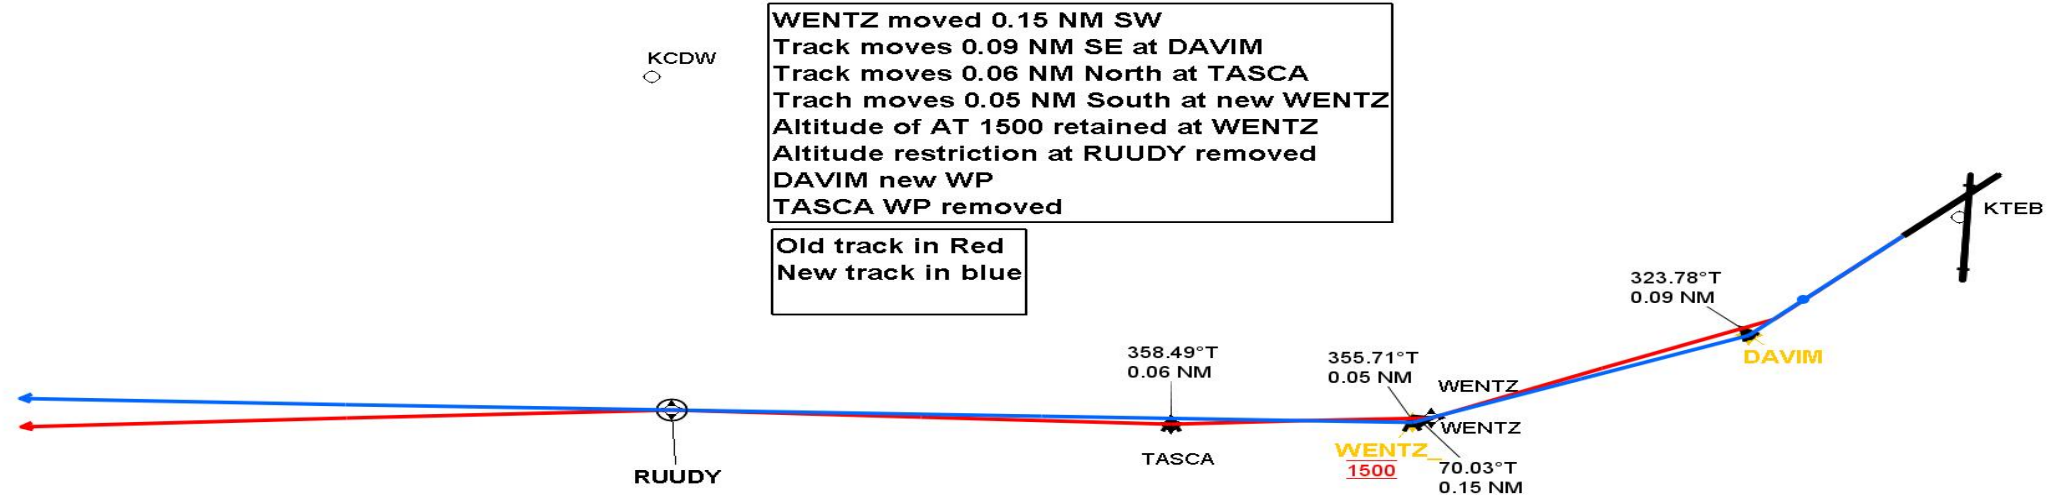 WENTZ moved 0.15 NM SW
Track moves 0.09 NM SE at DAVIM
Track moves 0.06 NM North at TASCA
Trach moves 0.05 NM South at new WENTZ
Altitude of AT 1500 retained at WENTZ
Altitude restriction at RUUDY removed
DAVIM new WP
TASCA WP removed
KCDW
Old track in Red
New track in blue
KTEB
323.78°T
0.09 NM
DAVIM
358.49°T
0.06 NM
355.71°T
0.05 NM
WENTZ
WENTZ
WENTZ_
1500
TASCA
70.03°T
0.15 NM
RUUDY